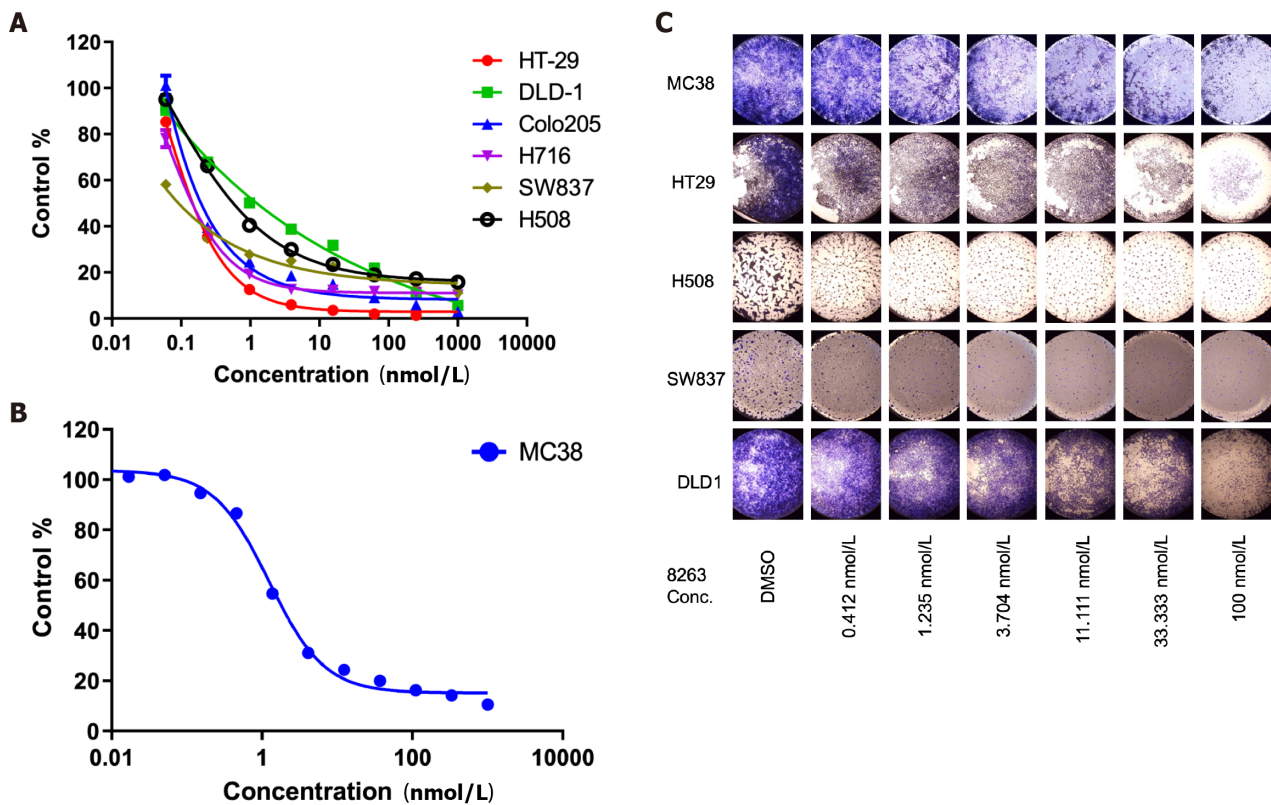 A
120
100
80
60
40
20
0
Control %
0.01 0.1 1 10 100 1000 10000
Concentration (nmol/L)
HT-29
DLD-1
Colo205
H716
SW837
H508
B
120
100
80
60
40
20
0
Control %
0.01 1 100 10000
Concentration (nmol/L)
MC38
C
MC38
HT29
H508
SW837
DLD1
8263
Conc.
DMSO
0.412 nmol/L
1.235 nmol/L
3.704 nmol/L
11.111 nmol/L
33.333 nmol/L
100 nmol/L